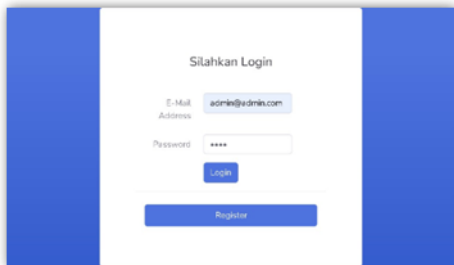 Silahkan Login
E-Mail
Address
admin@admin.com
Password
••••
Login
Register